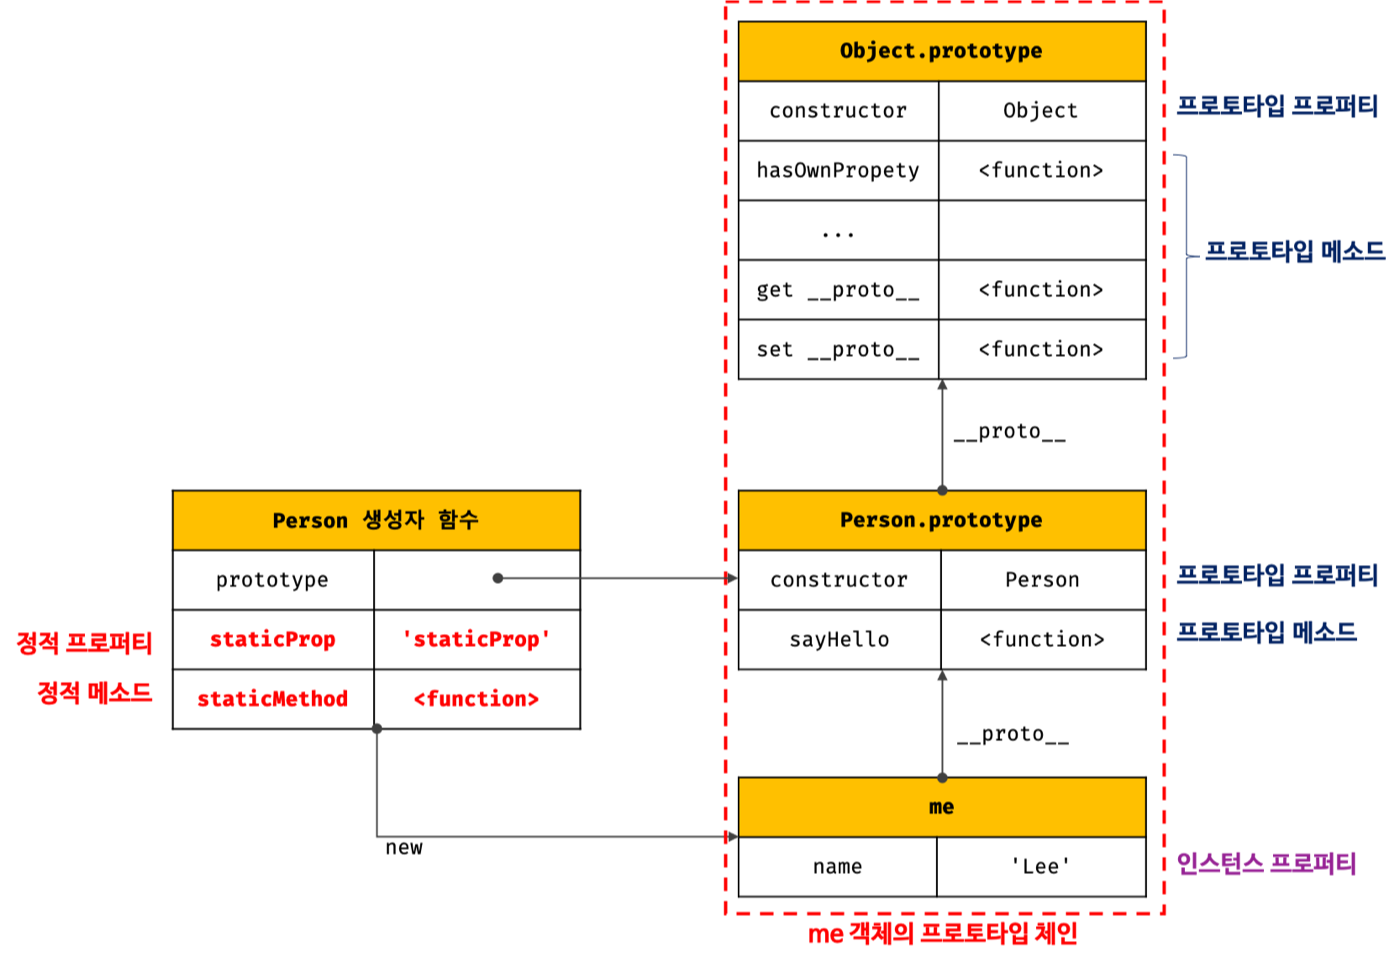 Object.prototype
constructor Object
프로토타입 프로퍼티
hasOwnPropety <function>
...
프로토타입 메소드
get __proto__ <function>
set __proto__ <function>
__proto__
Person 생성자 함수
prototype
정적 프로퍼티
staticProp 'staticProp'
정적 메소드
staticMethod <function>
new
Person.prototype
constructor Person
프로토타입 프로퍼티
sayHello <function>
프로토타입 메소드
__proto__
me
name 'Lee'
인스턴스 프로퍼티
me 객체의 프로토타입 체인